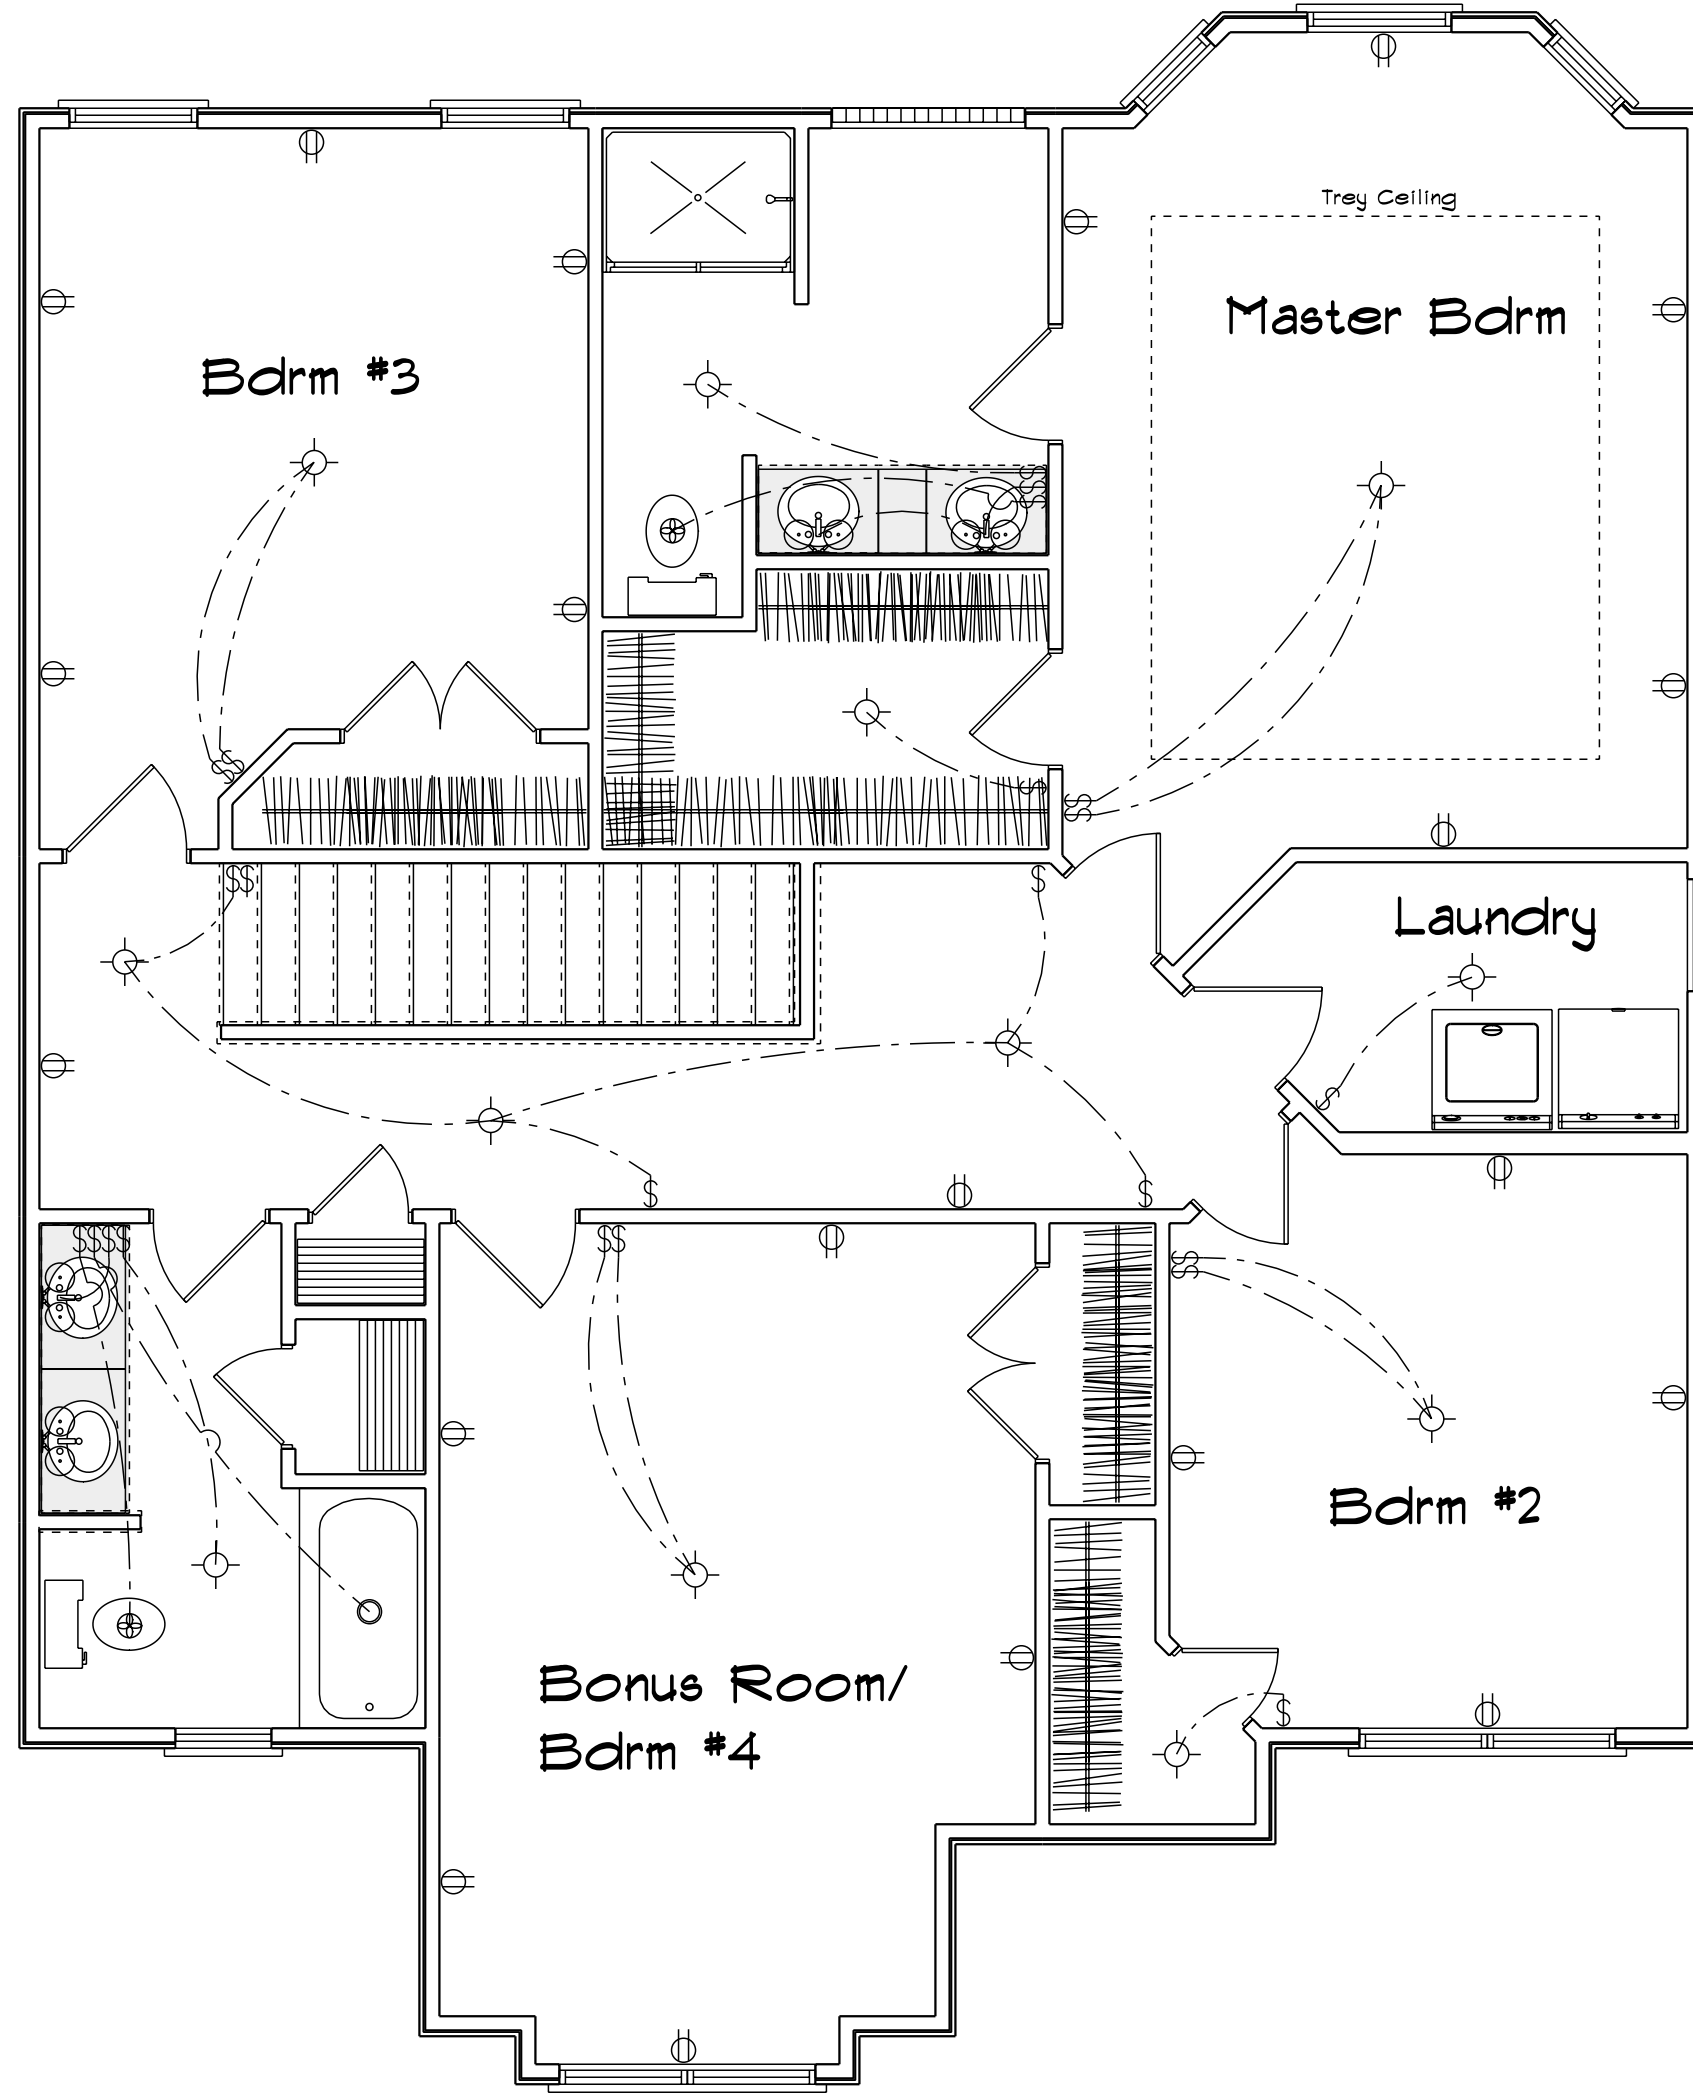 Trey Ceiling
Master Bdrm
Bdrm #3
Laundry
Bdrm #2
Bonus Room/
Bdrm #4